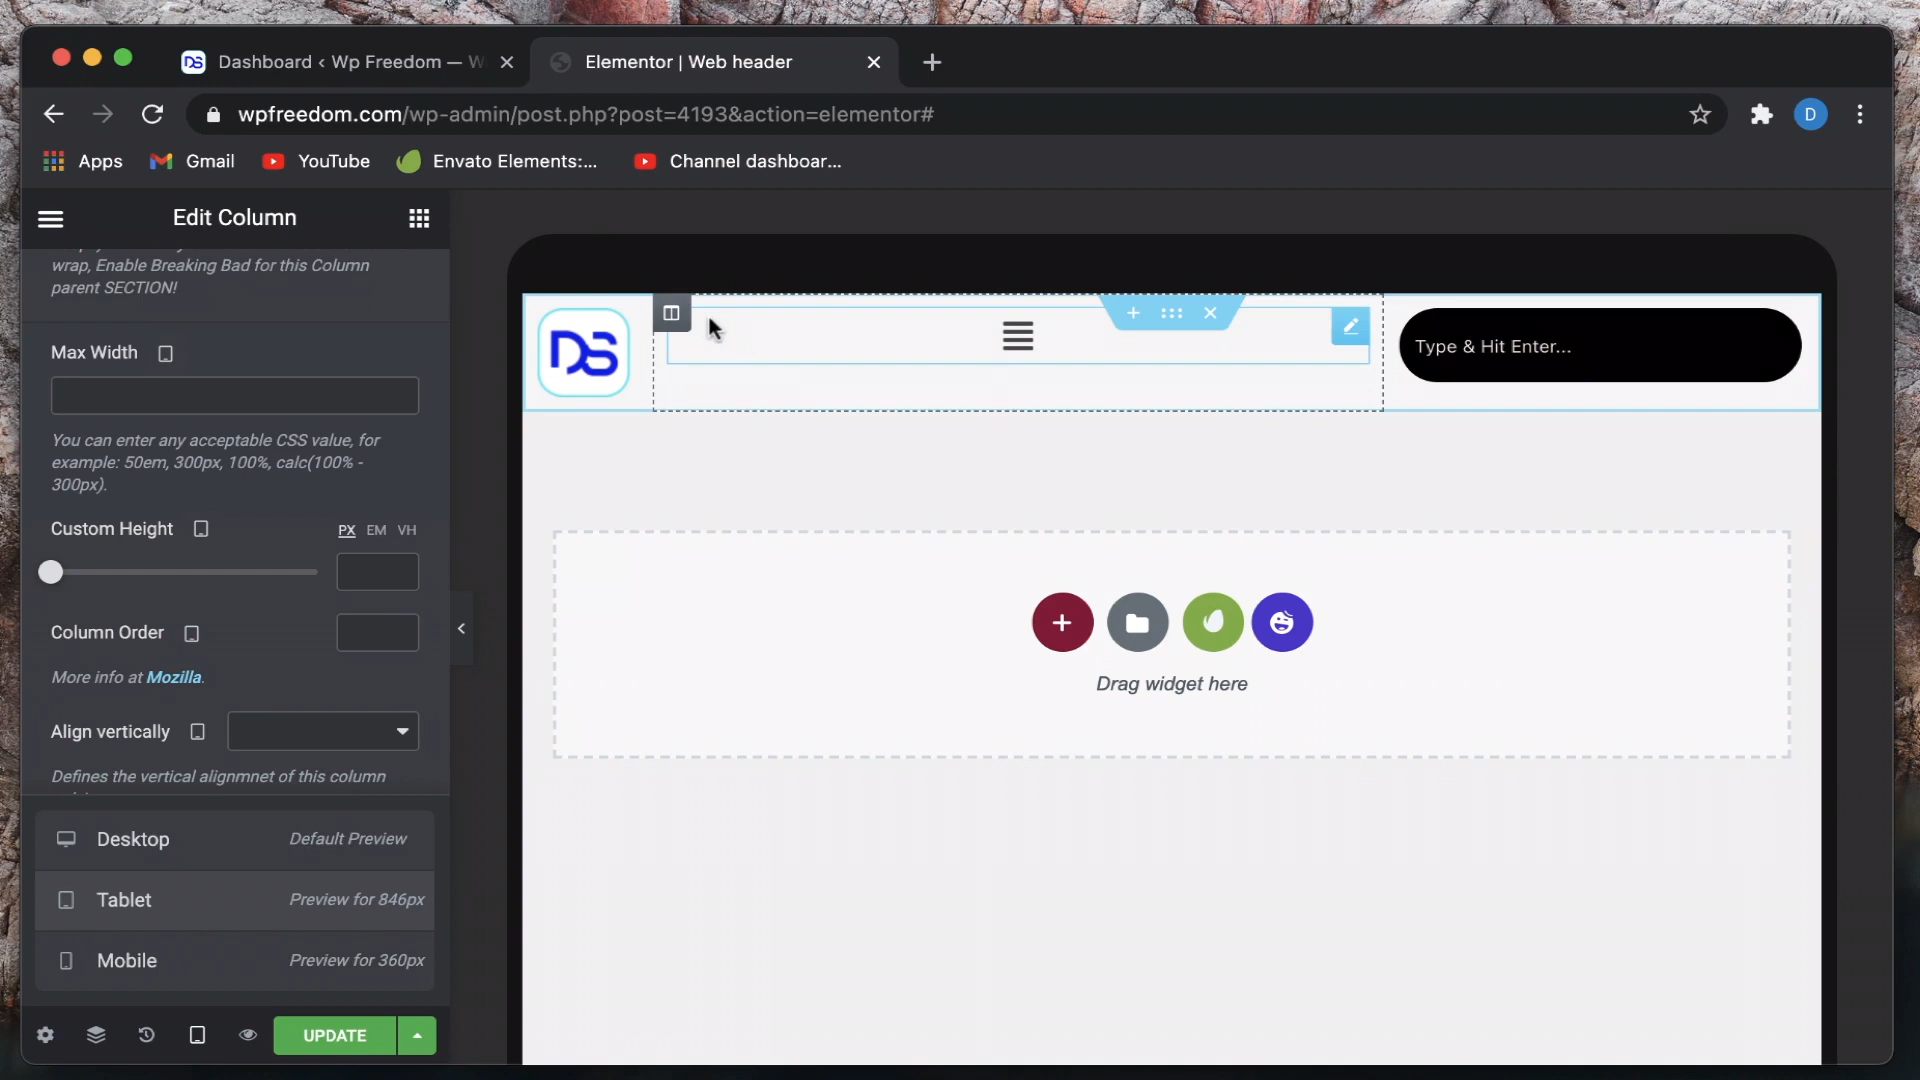 Dashboard ‹ Wp Freedom — W
Elementor | Web header
wpfreedom.com/wp-admin/post.php?post=4193&action=elementor#
D
Apps
Gmail
YouTube
Envato Elements:...
Channel dashboar...
Edit Column
wrap, Enable Breaking Bad for this Column
parent SECTION!
Max Width
You can enter any acceptable CSS value, for
example: 50em, 300px, 100%, calc(100% -
300px).
Custom Height
PX EM VH
Column Order
More info at Mozilla.
Align vertically
Defines the vertical alignmnet of this column
Desktop
Default Preview
Tablet
Preview for 846px
Mobile
Preview for 360px
UPDATE
DS
Type & Hit Enter...
Drag widget here